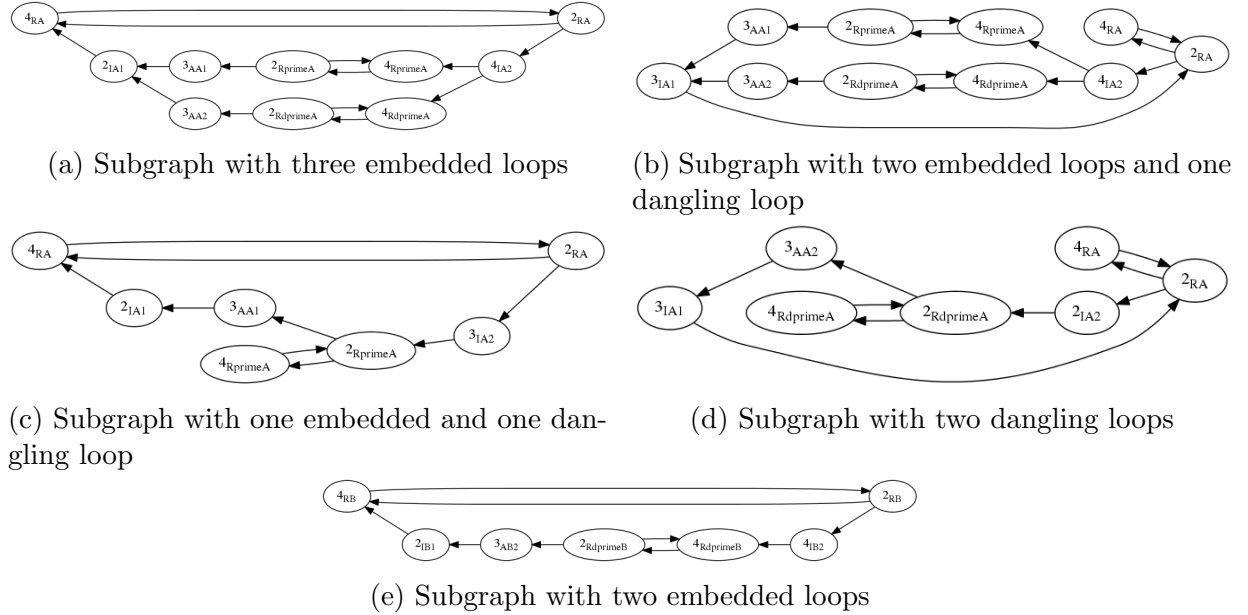 4RA 2RA
2IA1 3AA1 2RprimeA 4RprimeA 4IA2
3AA2 2RdprimeA 4RdprimeA
(a) Subgraph with three embedded loops
3AA1 2RprimeA 4RprimeA 4RA
2RA
3IA1 3AA2 2RdprimeA 4RdprimeA 4IA2
(b) Subgraph with two embedded loops and one
dangling loop
4RA 2RA
2IA1 3AA1
3IA2
4RprimeA 2RprimeA
(c) Subgraph with one embedded and one dan-
gling loop
3AA2 4RA
2RA
3IA1 4RdprimeA 2RdprimeA 2IA2
(d) Subgraph with two dangling loops
4RB 2RB
2IB1 3AB2 2RdprimeB 4RdprimeB 4IB2
(e) Subgraph with two embedded loops